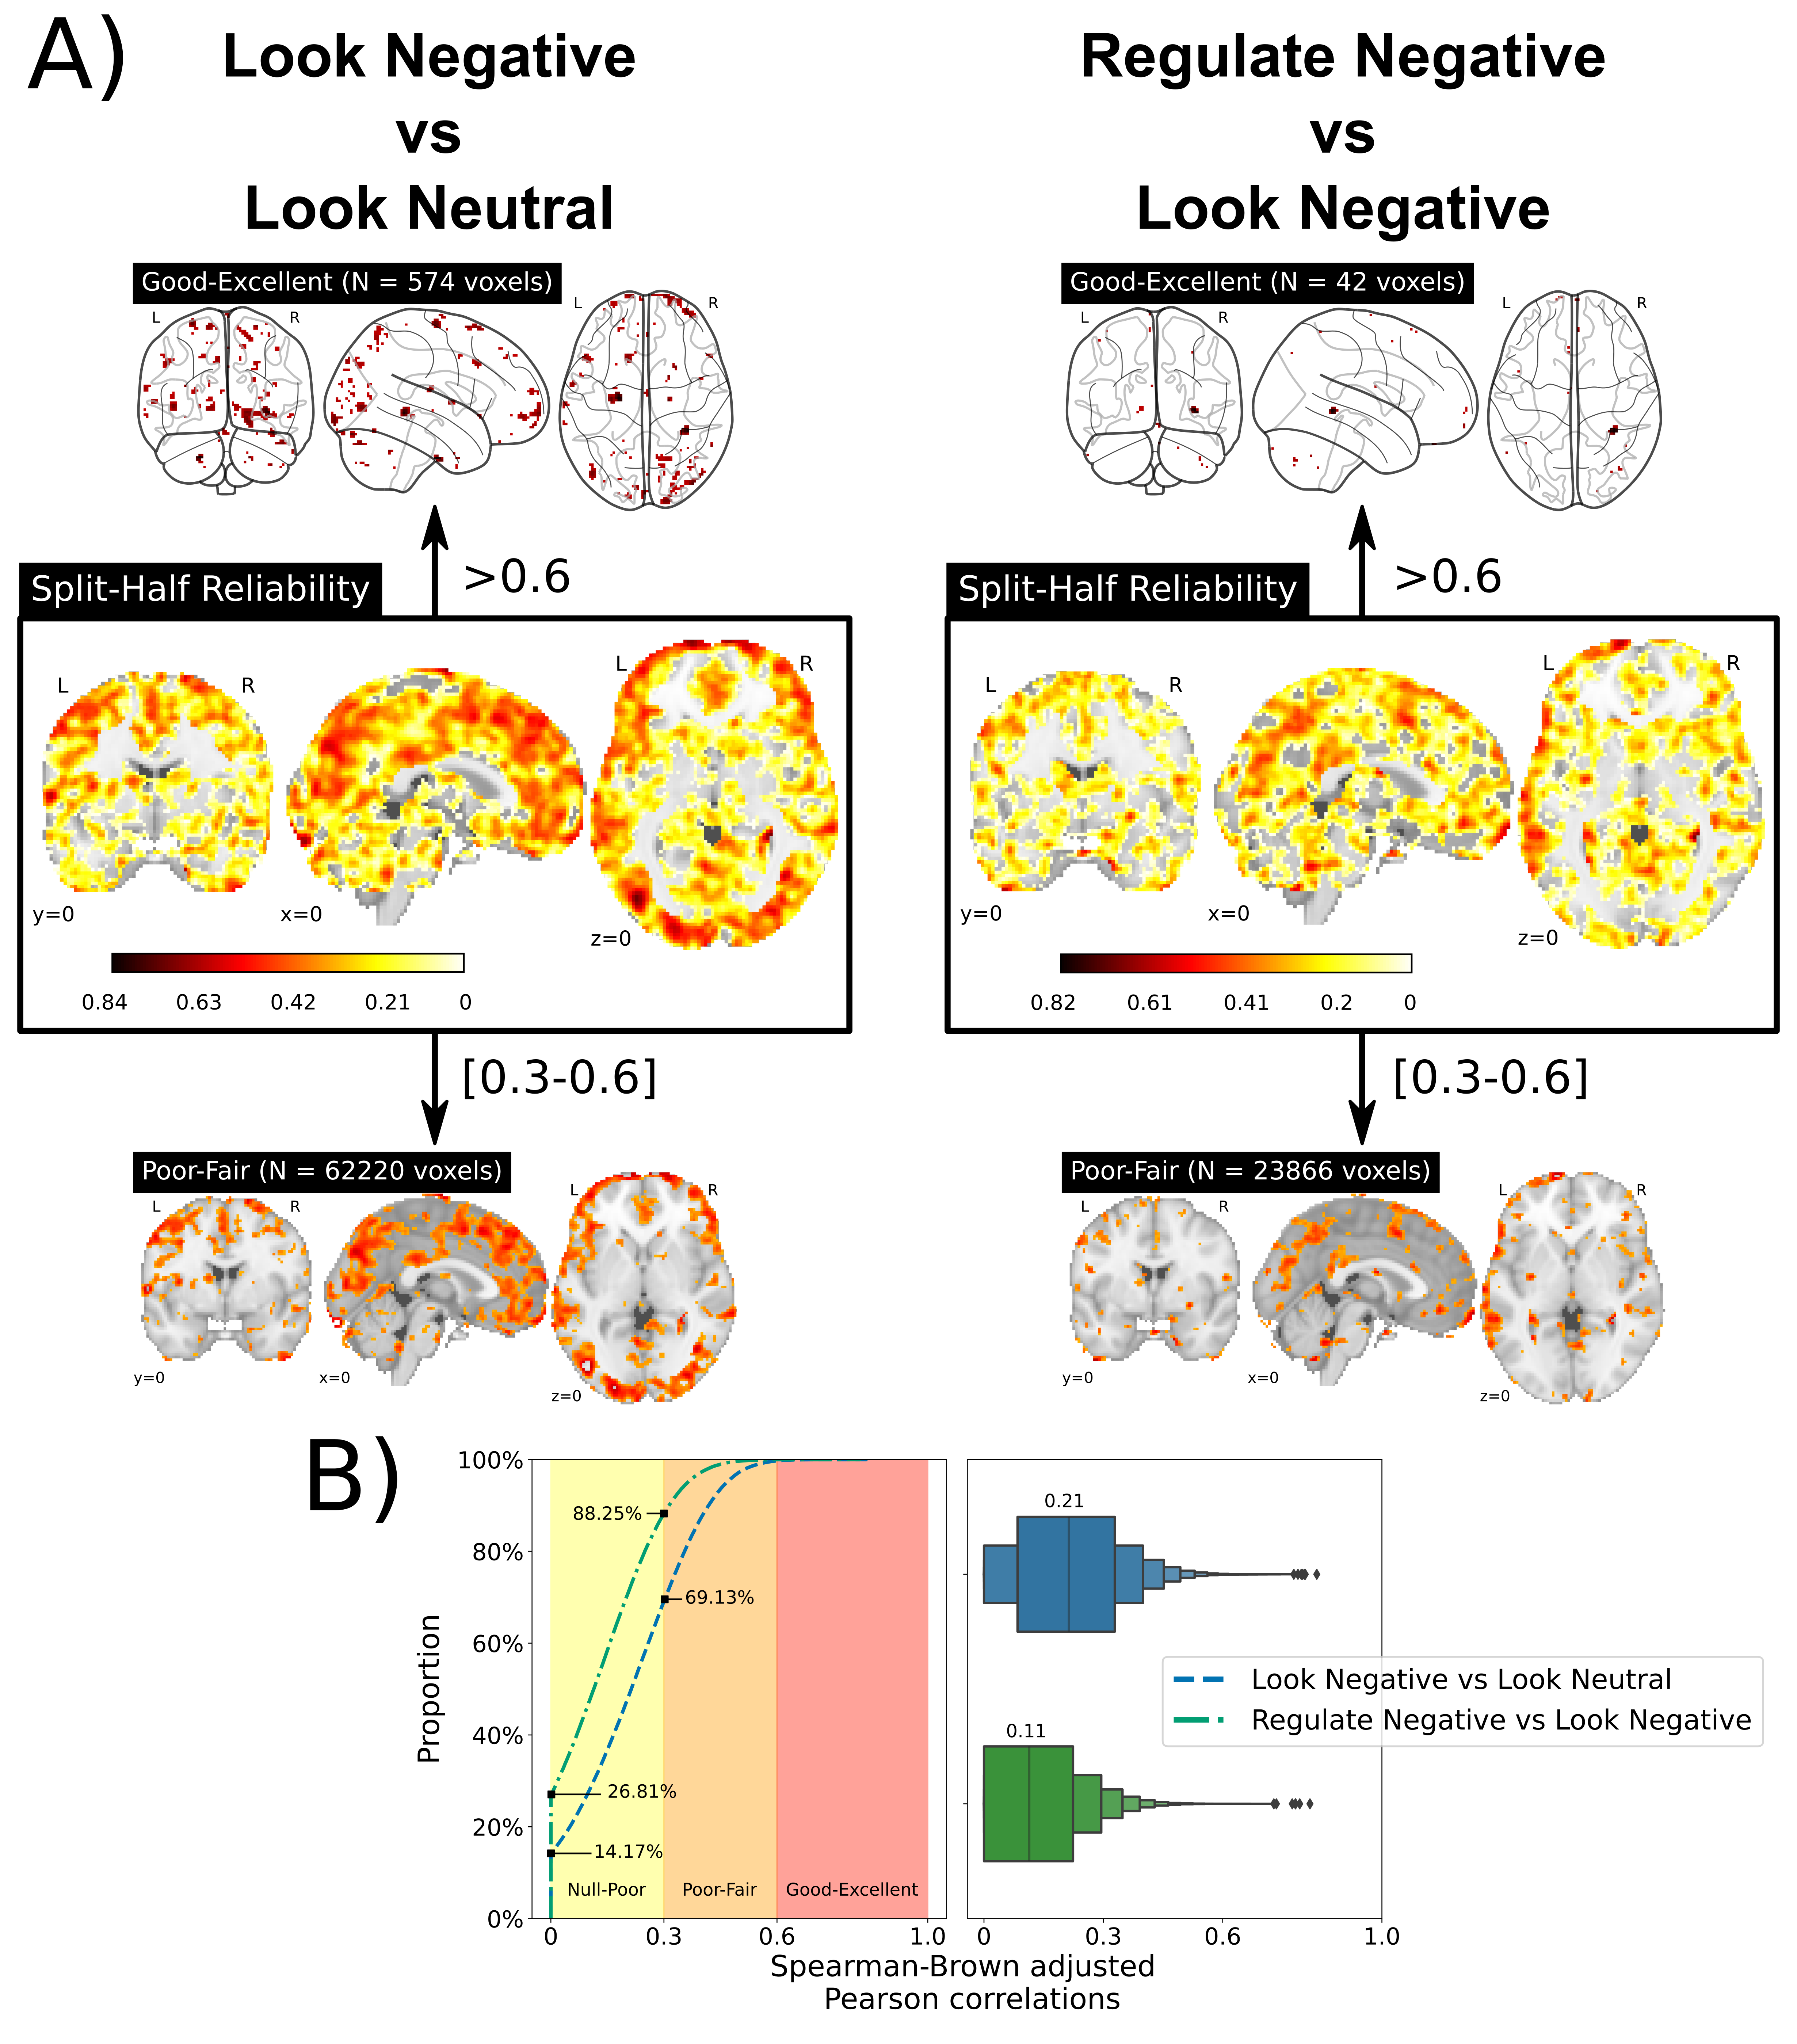 A)
Look Negative
vs
Look Neutral
Regulate Negative
vs
Look Negative
Good-Excellent (N = 574 voxels)
L
R
L
R
Good-Excellent (N = 42 voxels)
L
R
L
R
>0.6
>0.6
Split-Half Reliability
L
R
L
R
y=0
x=0
z=0
0.84
0.63
0.42
0.21
0
Split-Half Reliability
L
R
L
R
y=0
x=0
z=0
0.82
0.61
0.41
0.2
0
[0.3-0.6]
[0.3-0.6]
Poor-Fair (N = 62220 voxels)
L
R
L
R
y=0
x=0
z=0
Poor-Fair (N = 23866 voxels)
L
R
L
R
y=0
x=0
z=0
B)
Proportion
100%
80%
60%
40%
20%
0%
88.25%
69.13%
26.81%
14.17%
Null-Poor
Poor-Fair
Good-Excellent
0
0.3
0.6
1.0
0.21
0.11
Look Negative vs Look Neutral
Regulate Negative vs Look Negative
0
0.3
0.6
1.0
Spearman-Brown adjusted
Pearson correlations